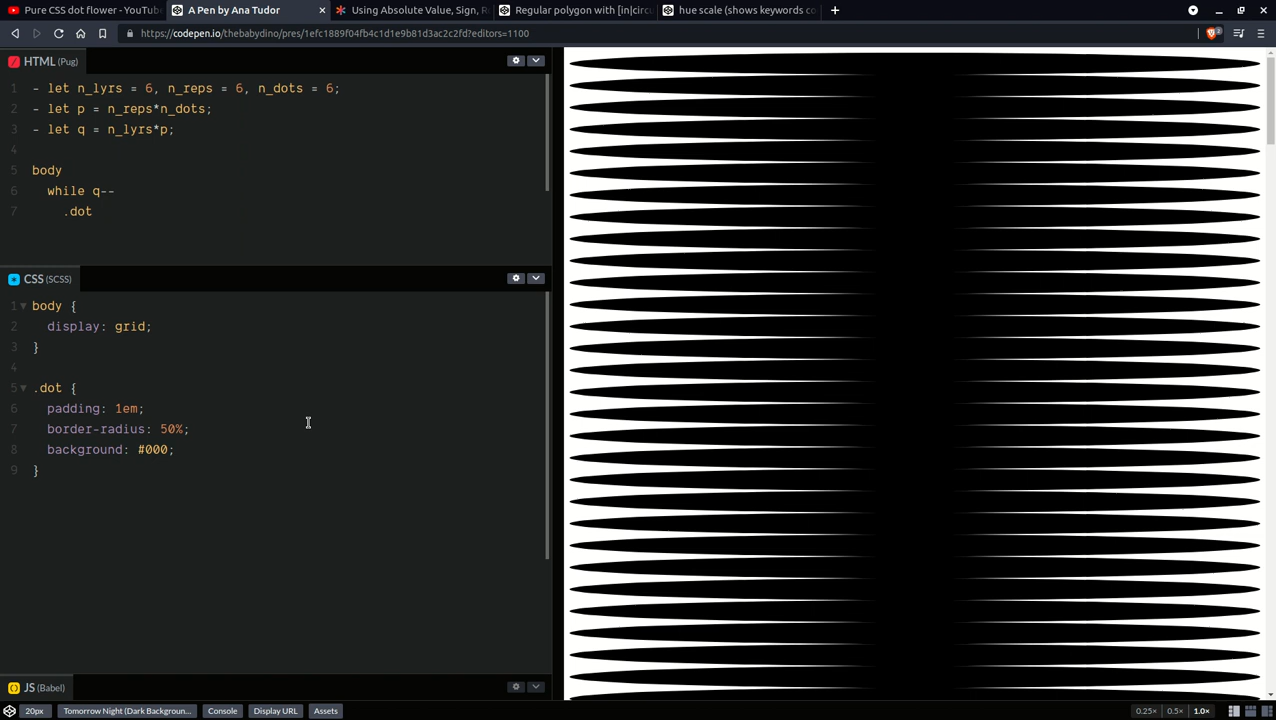 Pure CSS dot flower - YouTub
A Pen by Ana Tudor
Using Absolute Value, Sign, R
Regular polygon with [in|circu
hue scale (shows keywords co
https://codepen.io/thebabydino/pres/1efc1889f04fb4c1d1e9b81d3ac2c2fd?editors=1100
2
HTML (Pug)
1 - let n_lyrs = 6, n_reps = 6, n_dots = 6;
2 - let p = n_reps*n_dots;
3 - let q = n_lyrs*p;
4
5 body
6 while q--
7 .dot
CSS (SCSS)
1 body {
2 display: grid;
3 }
4
5 .dot {
6 padding: 1em;
7 border-radius: 50%;
8 background: #000;
9 }
JS (Babel)
20px Tomorrow Night (Dark Backgroun... Console Display URL Assets 0.25× 0.5× 1.0×